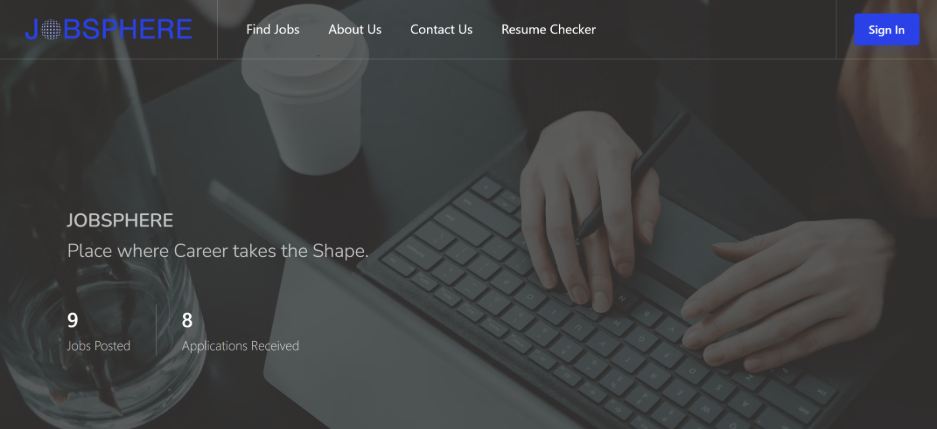 JOBSPHERE
Find Jobs
About Us
Contact Us
Resume Checker
Sign In
JOBSPHERE
Place where Career takes the Shape.
9
8
Jobs Posted
Applications Received